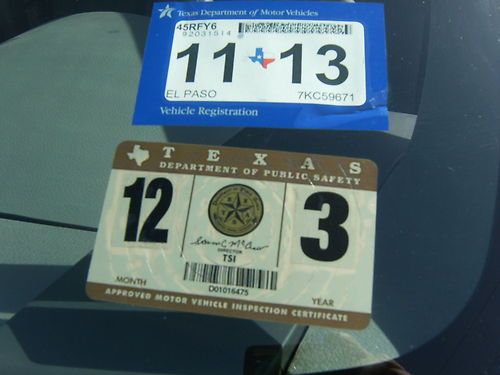 Texas Department of Motor Vehicles
45RFY6
92031514
11 13
EL PASO 7KC59671
Vehicle Registration
TEXAS
DEPARTMENT OF PUBLIC SAFETY
12 3
DIRECTOR
TSI
D01016475
MONTH YEAR
APPROVED MOTOR VEHICLE INSPECTION CERTIFICATE